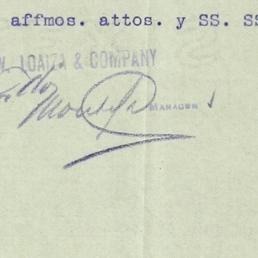 affmos. attos. y SS. SS
W. LOAIZA & COMPANY
MANAGER